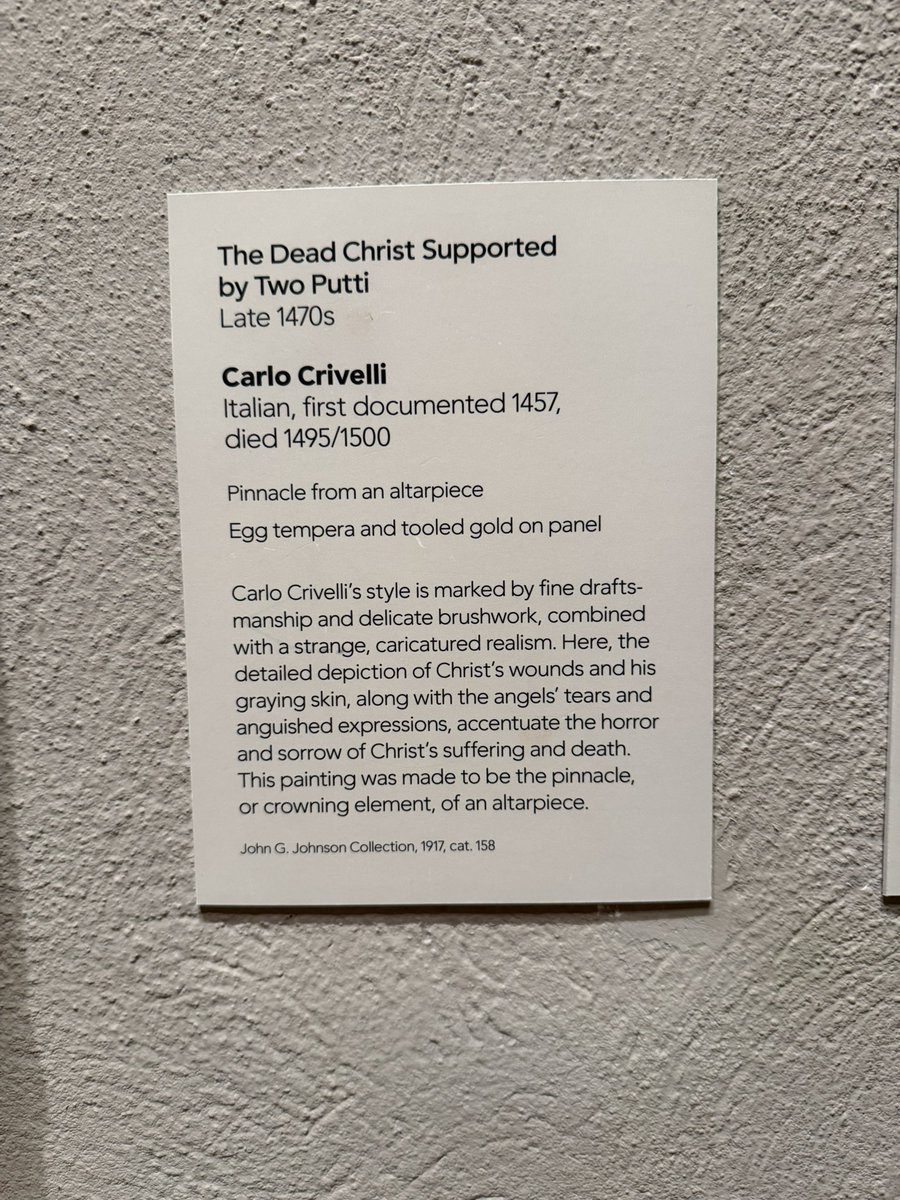 The Dead Christ Supported
by Two Putti
Late 1470s
Carlo Crivelli
Italian, first documented 1457,
died 1495/1500
Pinnacle from an altarpiece
Egg tempera and tooled gold on panel
Carlo Crivelli’s style is marked by fine drafts-
manship and delicate brushwork, combined
with a strange, caricatured realism. Here, the
detailed depiction of Christ’s wounds and his
graying skin, along with the angels’ tears and
anguished expressions, accentuate the horror
and sorrow of Christ’s suffering and death.
This painting was made to be the pinnacle,
or crowning element, of an altarpiece.
John G. Johnson Collection, 1917, cat. 158